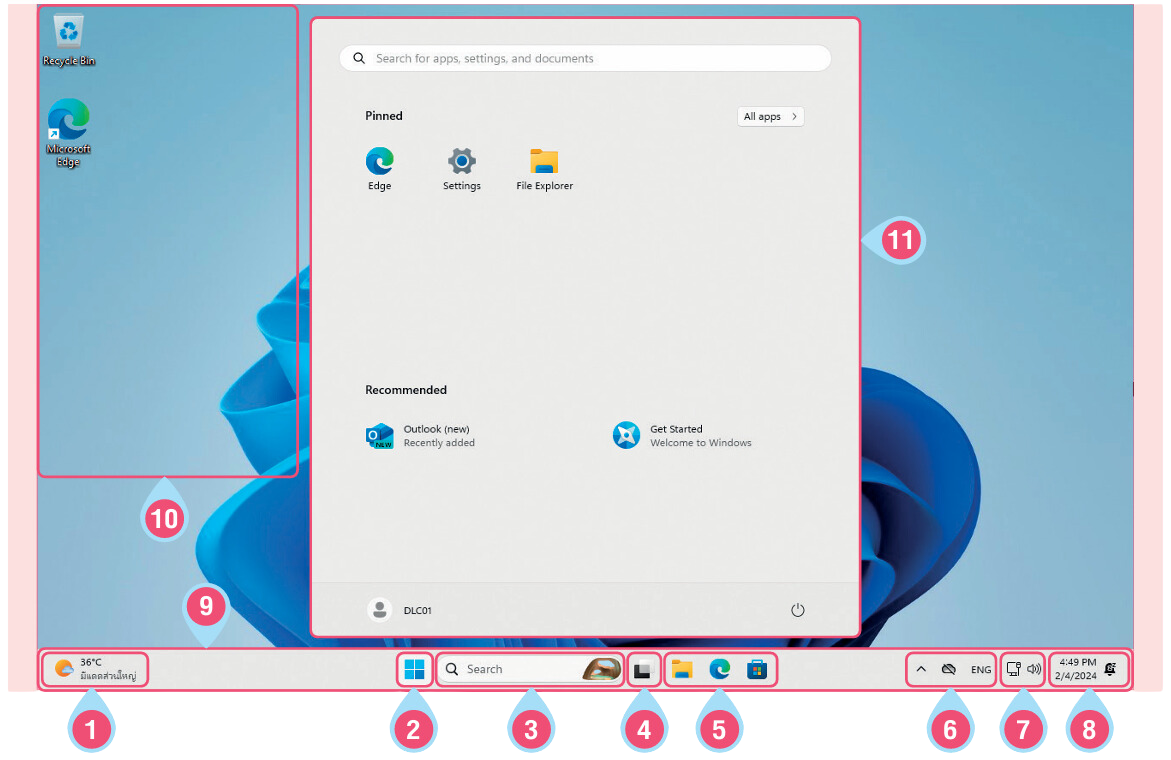 Recycle Bin
Microsoft
Edge
Search for apps, settings, and documents
Pinned
All apps
Edge
Settings
File Explorer
11
Recommended
Outlook (new)
Recently added
NEW
Get Started
Welcome to Windows
10
9
DLC01
36°C
มีแดดส่วนใหญ่
Search
ENG
4:49 PM
2/4/2024
1
2
3
4
5
6
7
8